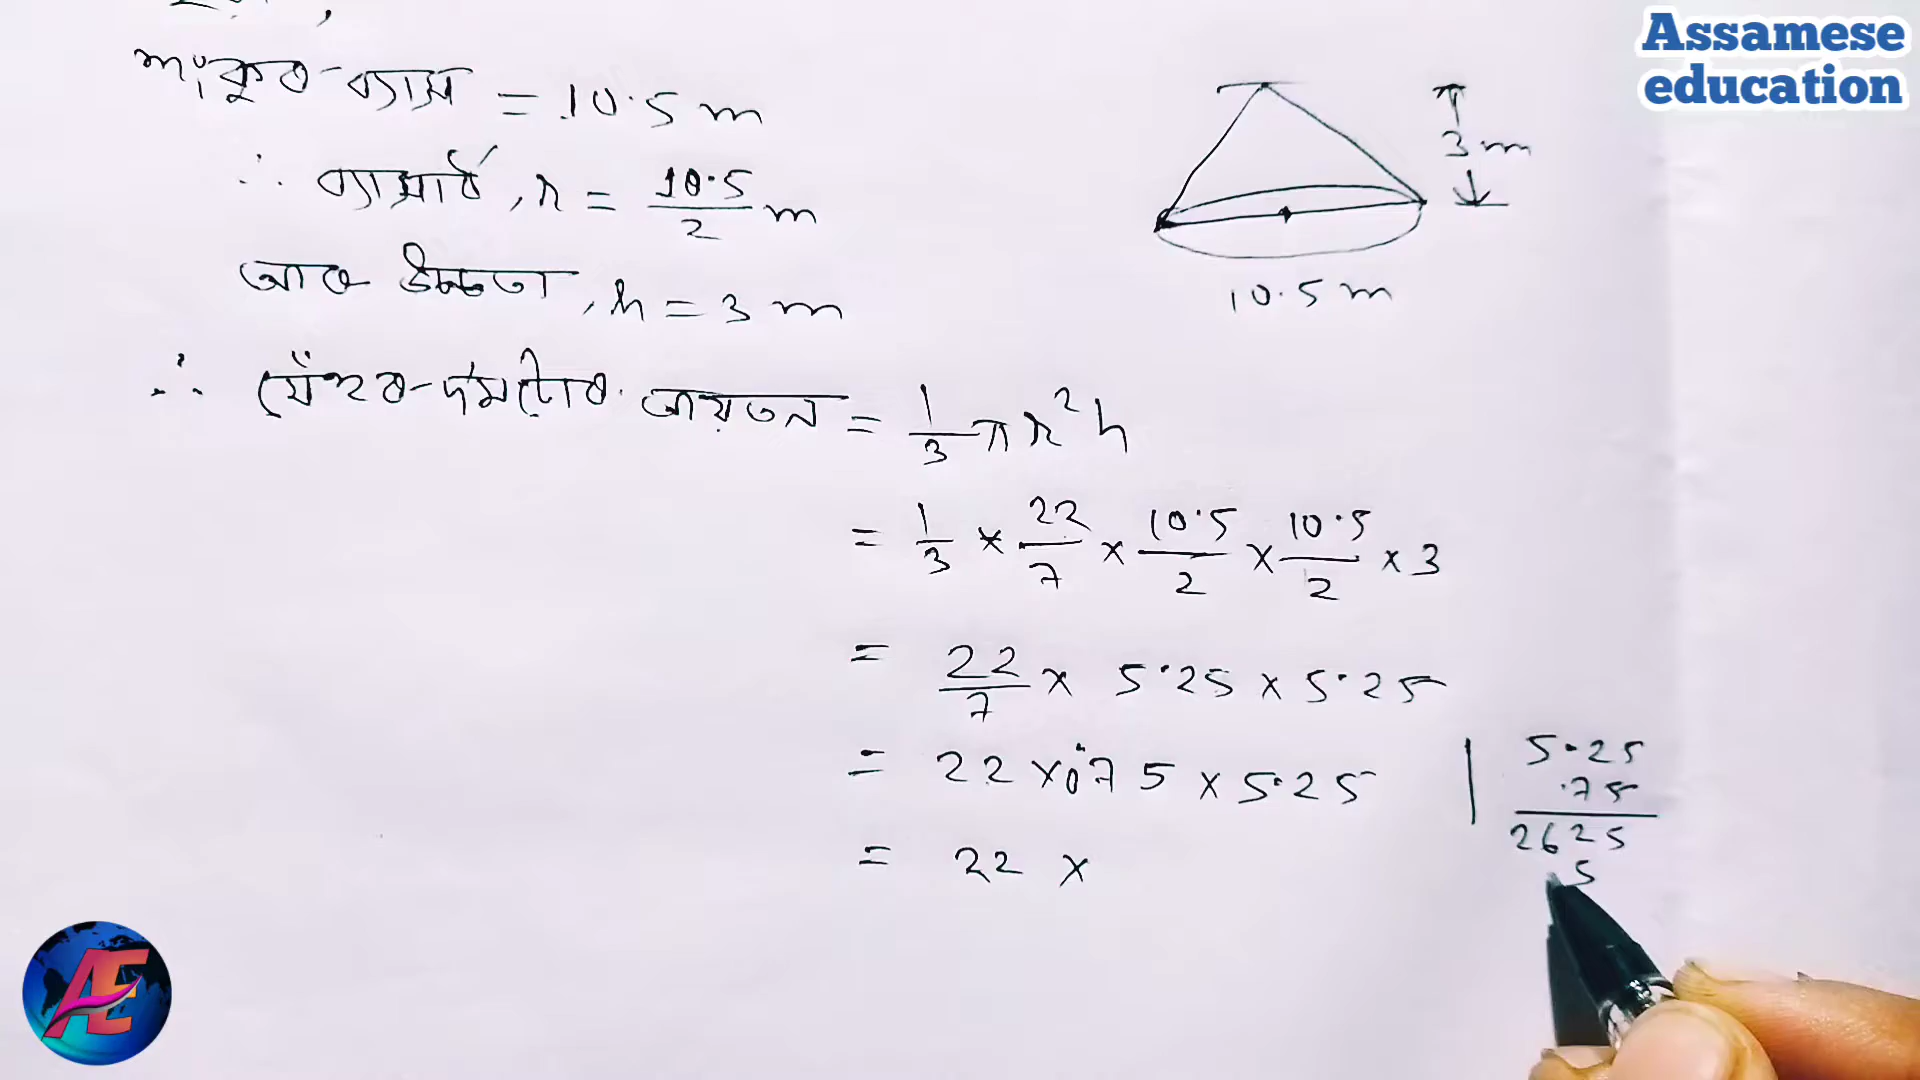 Assamese
education
শংকুৰ ব্যাস = 10.5 m
∴ ব্যাসার্ধ, r = 10.5/2 m
আৰু উচ্চতা, h = 3 m
∴ ঘেঁহুৰ দমটোৰ আয়তন = 1/3 π r² h
= 1/3 × 22/7 × 10.5/2 × 10.5/2 × 3
= 22/7 × 5.25 × 5.25
= 22 × 0.75 × 5.25
= 22 ×
3 m
10.5 m
5.25
.75
2625
5
AE